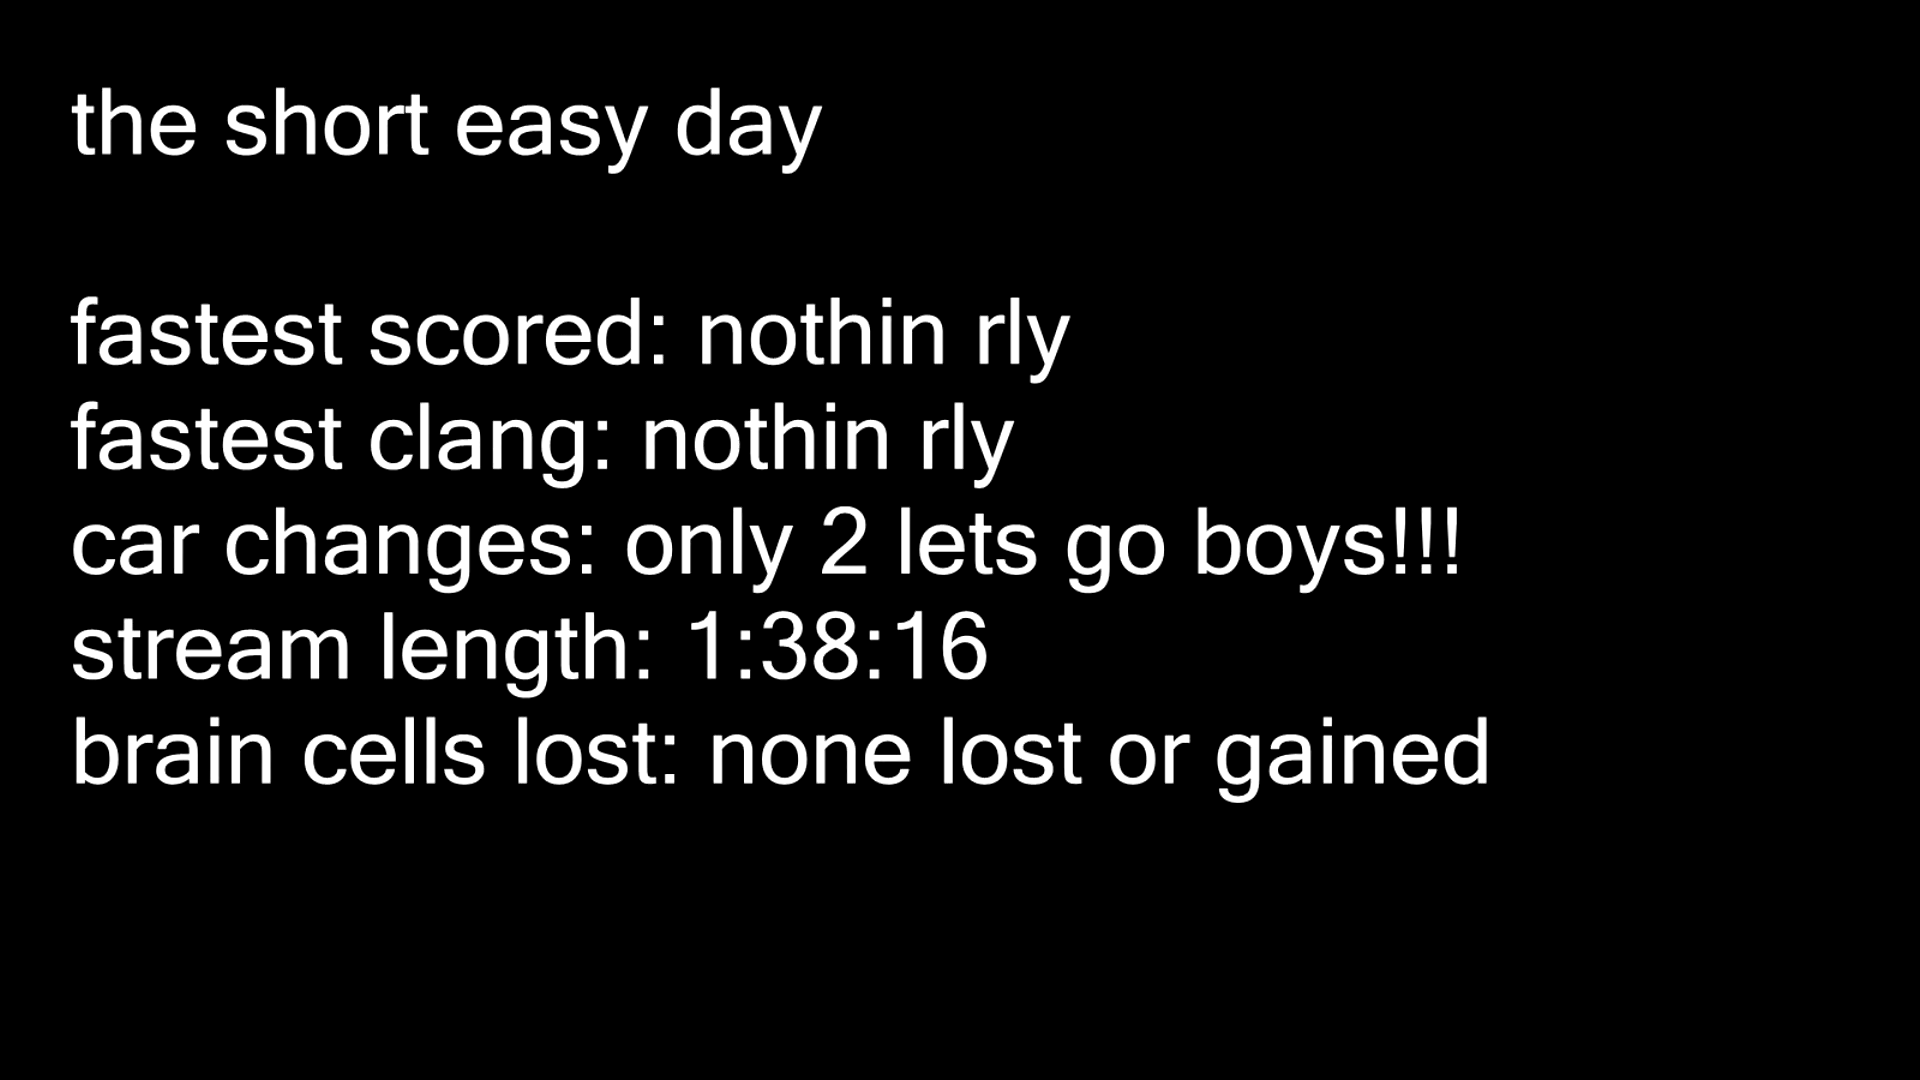 the short easy day
fastest scored: nothin rly
fastest clang: nothin rly
car changes: only 2 lets go boys!!!
stream length: 1:38:16
brain cells lost: none lost or gained